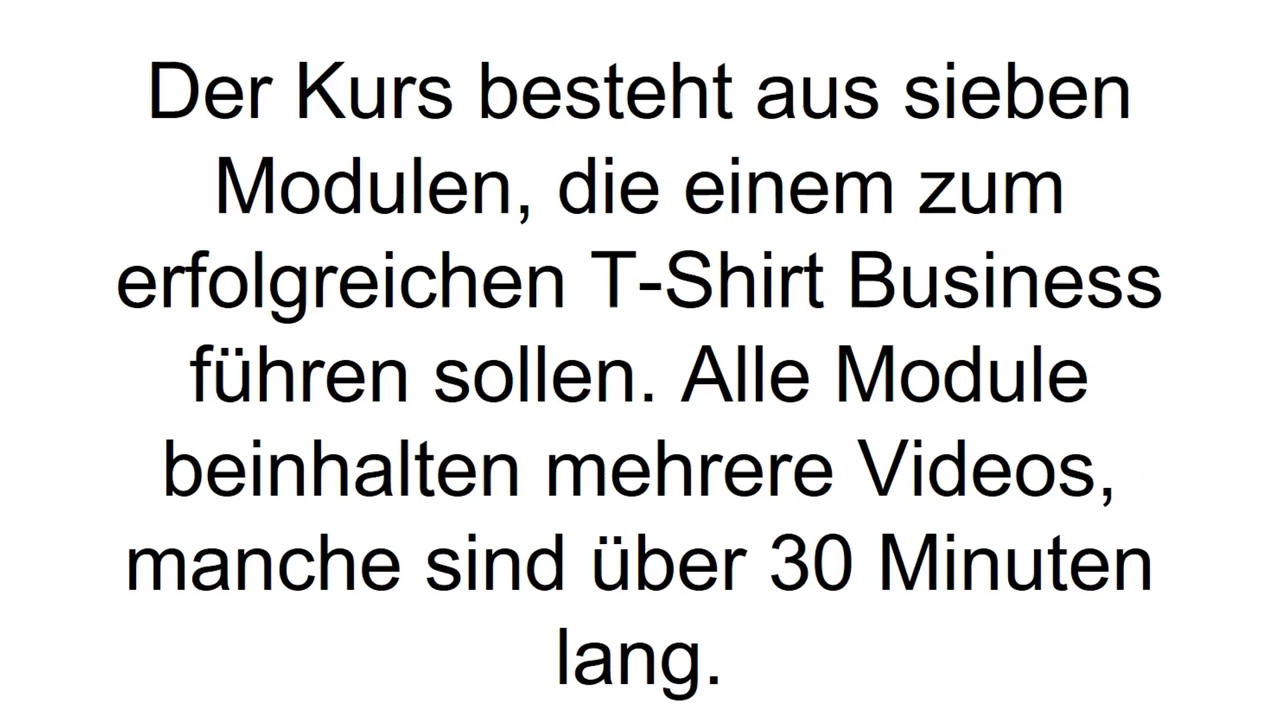 Der Kurs besteht aus sieben
Modulen, die einem zum
erfolgreichen T-Shirt Business
führen sollen. Alle Module
beinhalten mehrere Videos,
manche sind über 30 Minuten
lang.